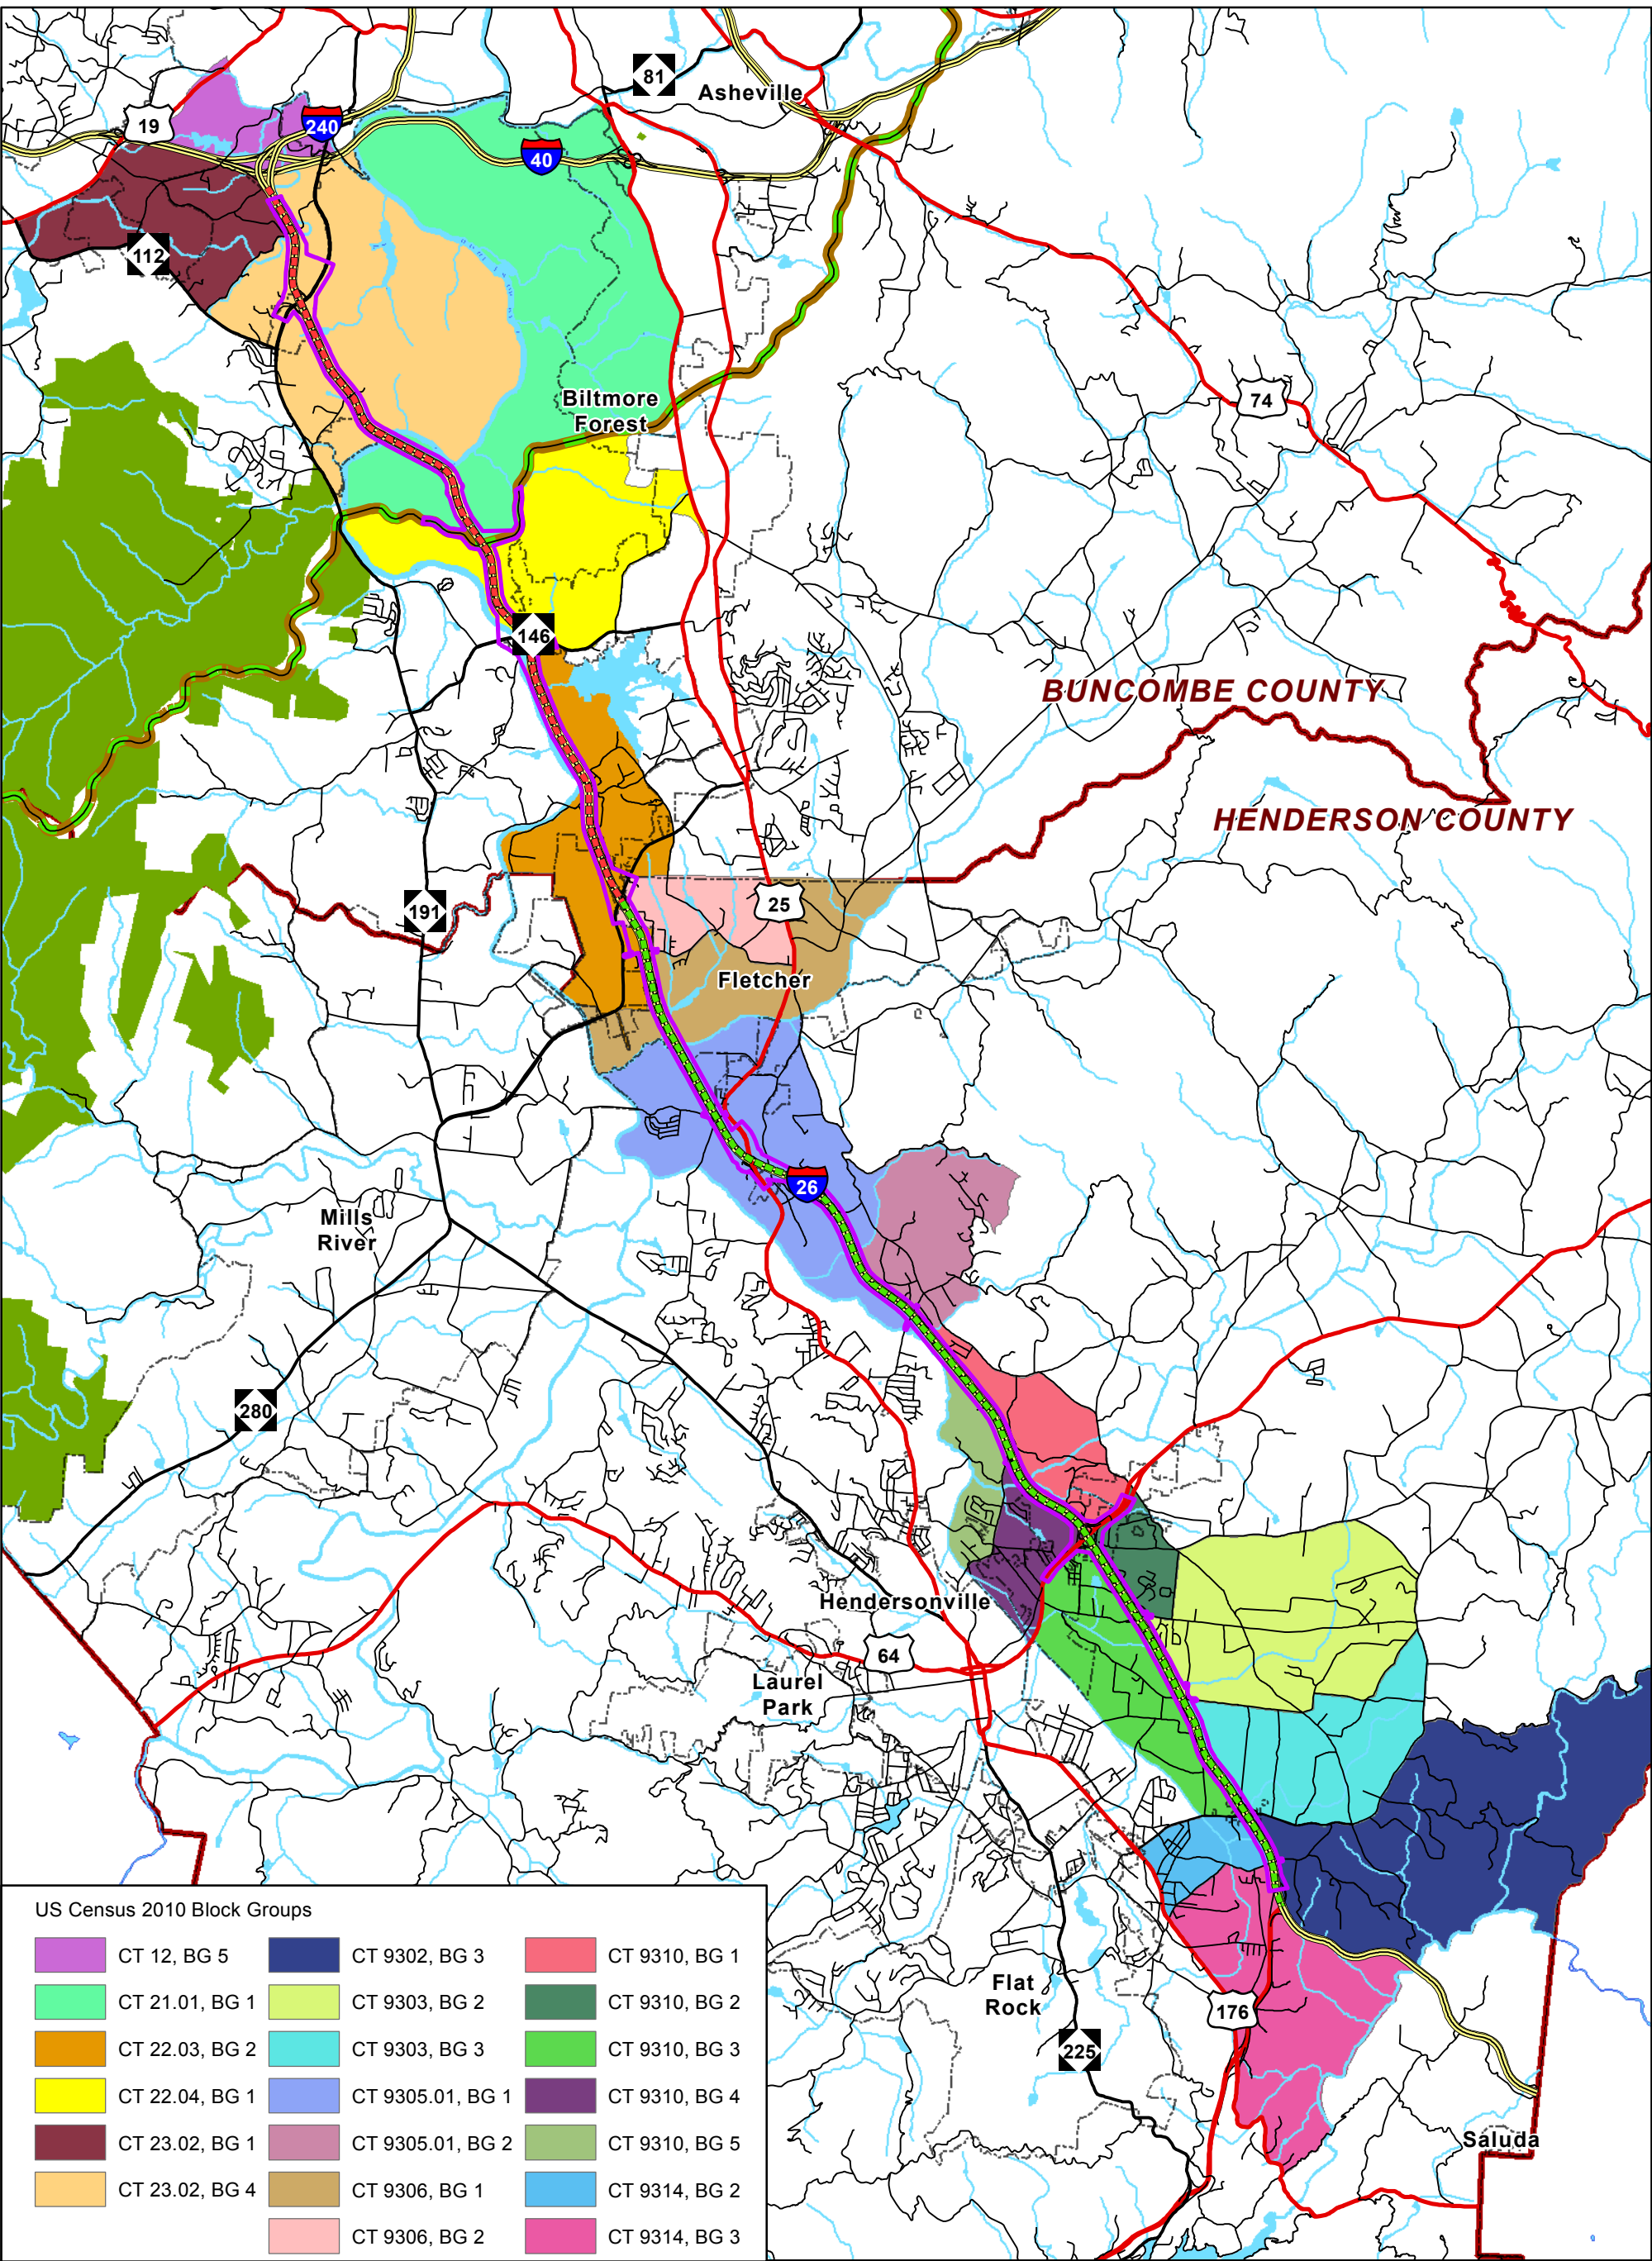 81
Asheville
19
240
40
112
Biltmore
Forest
74
146
BUNCOMBE COUNTY
HENDERSON COUNTY
191
25
Fletcher
26
Mills
River
280
Hendersonville
64
Laurel
Park
Flat
Rock
176
225
Saluda
US Census 2010 Block Groups
CT 12, BG 5
CT 21.01, BG 1
CT 22.03, BG 2
CT 22.04, BG 1
CT 23.02, BG 1
CT 23.02, BG 4
CT 9302, BG 3
CT 9303, BG 2
CT 9303, BG 3
CT 9305.01, BG 1
CT 9305.01, BG 2
CT 9306, BG 1
CT 9306, BG 2
CT 9310, BG 1
CT 9310, BG 2
CT 9310, BG 3
CT 9310, BG 4
CT 9310, BG 5
CT 9314, BG 2
CT 9314, BG 3